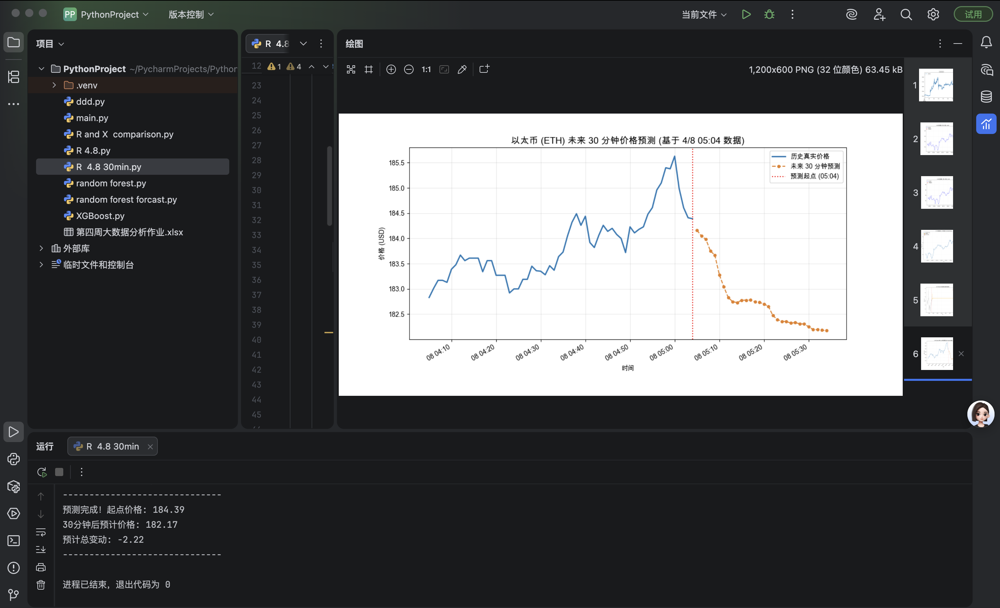 PP PythonProject 版本控制 当前文件 试用
项目
PythonProject ~/PycharmProjects/Python
.venv
ddd.py
main.py
R and X  comparison.py
R 4.8.py
R  4.8 30min.py
random forest.py
random forest forcast.py
XGBoost.py
第四周大数据分析作业.xlsx
外部库
临时文件和控制台
R  4.8
12 1 4
23
24
25
26
27
28
29
30
31
32
33
34
35
36
37
38
39
40
41
42
43
44
45
绘图
1:1 1,200x600 PNG (32 位颜色) 63.45 kB
以太币 (ETH) 未来 30 分钟价格预测 (基于 4/8 05:04 数据)
历史真实价格
未来 30 分钟预测
预测起点 (05:04)
185.5
185.0
184.5
184.0
183.5
183.0
182.5
价格 (USD)
08 04:10 08 04:20 08 04:30 08 04:40 08 04:50 08 05:00 08 05:10 08 05:20 08 05:30
时间
1
2
3
4
5
6
运行 R  4.8 30min
------------------------------
预测完成！起点价格: 184.39
30分钟后预计价格: 182.17
预计总变动: -2.22
------------------------------
进程已结束，退出代码为 0